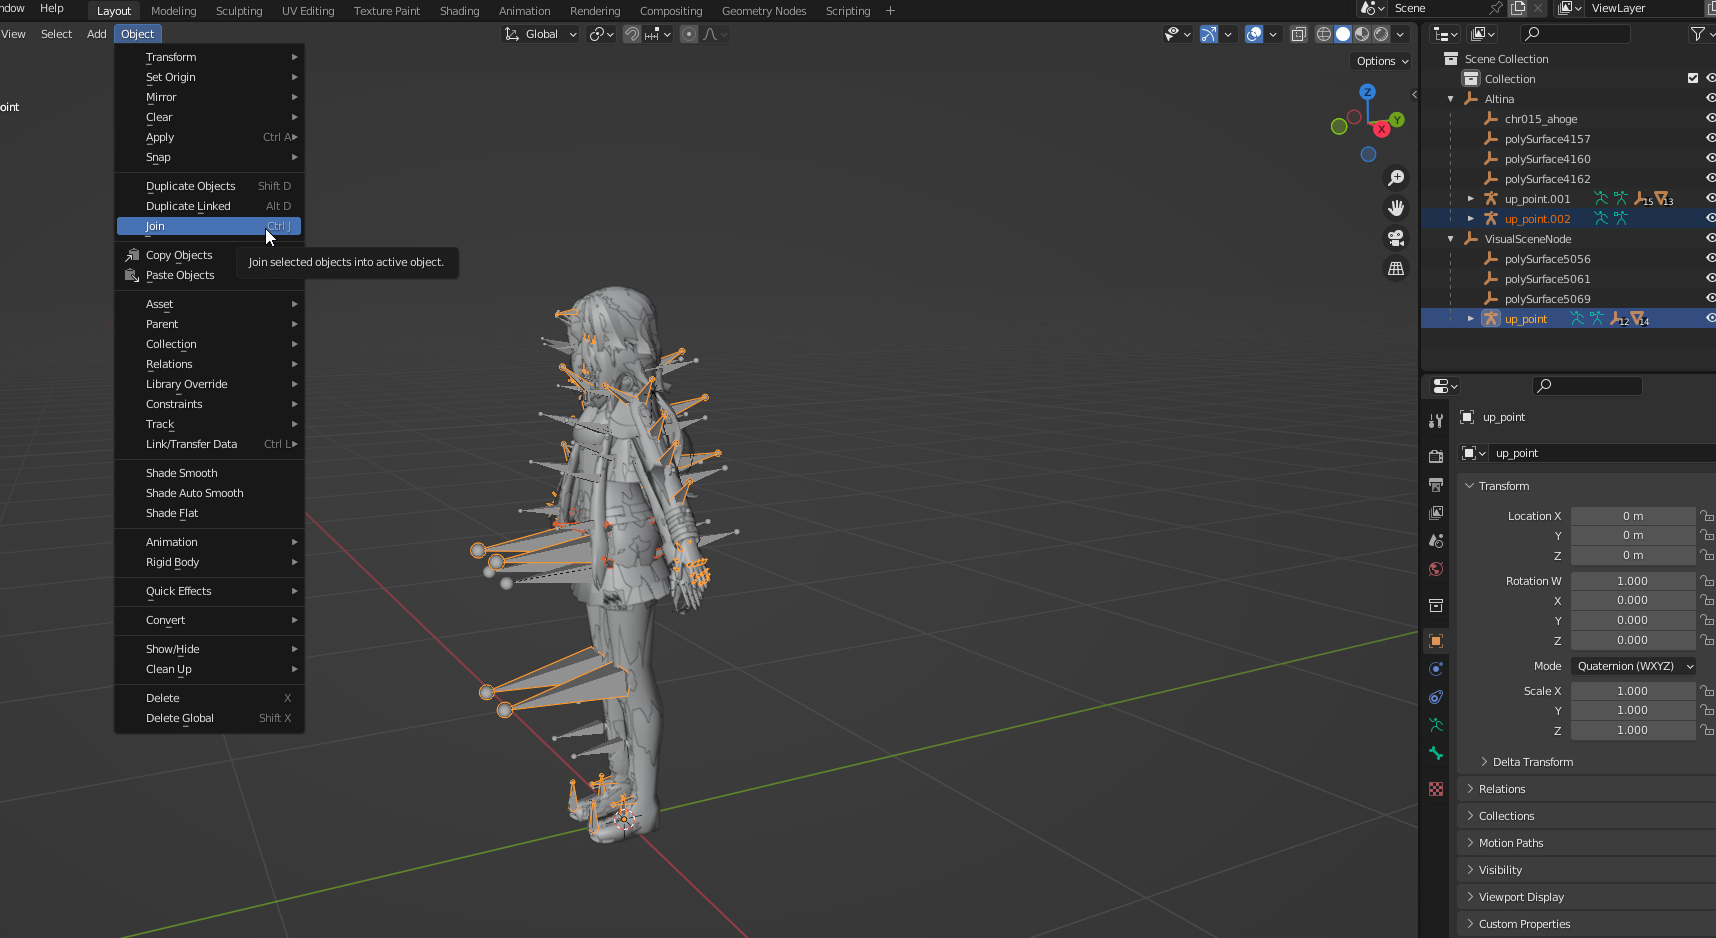 ndow Help Layout Modeling Sculpting UV Editing Texture Paint Shading Animation Rendering Compositing Geometry Nodes Scripting + Scene ViewLayer
View Select Add Object Global
Options
oint
Transform
Set Origin
Mirror
Clear
Apply Ctrl A
Snap
Duplicate Objects Shift D
Duplicate Linked Alt D
Join Ctrl J
Copy Objects
Paste Objects
Join selected objects into active object.
Asset
Parent
Collection
Relations
Library Override
Constraints
Track
Link/Transfer Data Ctrl L
Shade Smooth
Shade Auto Smooth
Shade Flat
Animation
Rigid Body
Quick Effects
Convert
Show/Hide
Clean Up
Delete X
Delete Global Shift X
Z
Y
X
Scene Collection
Collection
Altina
chr015_ahoge
polySurface4157
polySurface4160
polySurface4162
up_point.001 15 13
up_point.002
VisualSceneNode
polySurface5056
polySurface5061
polySurface5069
up_point 12 14
up_point
up_point
Transform
Location X 0 m
Y 0 m
Z 0 m
Rotation W 1.000
X 0.000
Y 0.000
Z 0.000
Mode Quaternion (WXYZ)
Scale X 1.000
Y 1.000
Z 1.000
Delta Transform
Relations
Collections
Motion Paths
Visibility
Viewport Display
Custom Properties